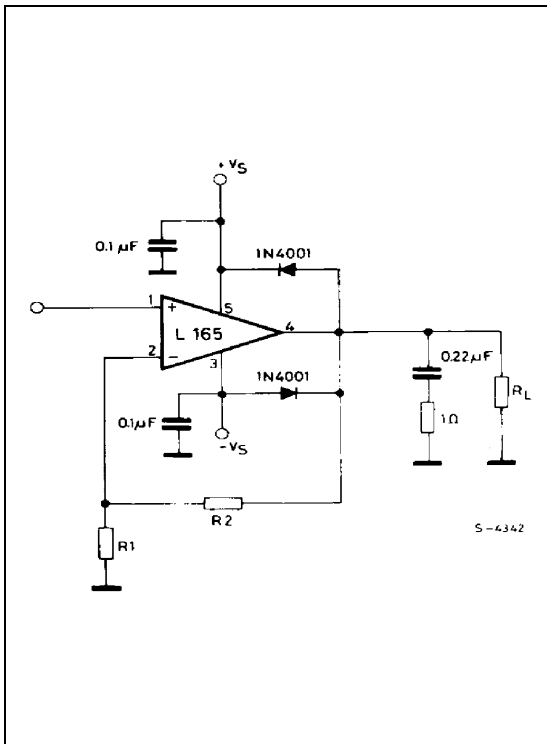 +VS
0.1 µF
1N4001
1
+
5
L 165
4
2
−
3
0.22µF
1N4001
RL
0.1µF
1Ω
−VS
R2
S-4342
R1